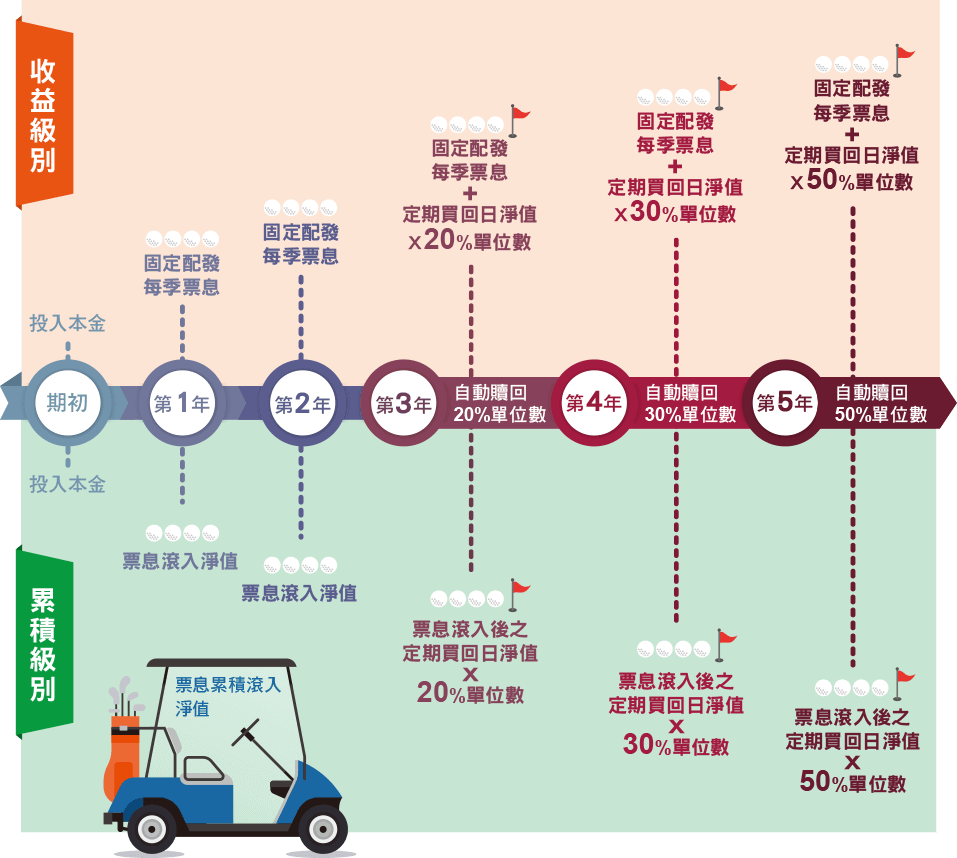 收益級別
投入本金
固定配發
每季票息
固定配發
每季票息
固定配發
每季票息
+
定期買回日淨值
x20%單位數
固定配發
每季票息
+
定期買回日淨值
x30%單位數
固定配發
每季票息
+
定期買回日淨值
x50%單位數
期初
第1年
第2年
第3年
自動贖回
20%單位數
第4年
自動贖回
30%單位數
第5年
自動贖回
50%單位數
累積級別
投入本金
票息滾入淨值
票息滾入淨值
票息滾入後之
定期買回日淨值
x
20%單位數
票息滾入後之
定期買回日淨值
x
30%單位數
票息滾入後之
定期買回日淨值
x
50%單位數
票息累積滾入
淨值